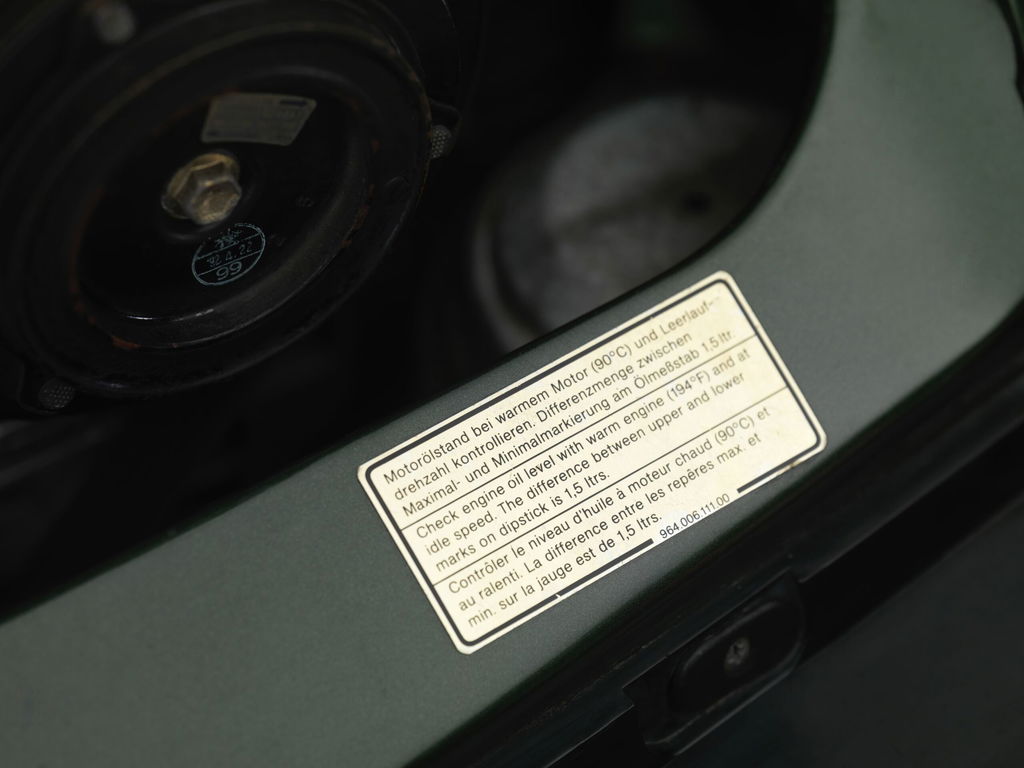 92.4.22
99
Motorölstand bei warmem Motor (90°C) und Leerlauf-
drehzahl kontrollieren. Differenzmenge zwischen
Maximal- und Minimalmarkierung am Ölmeßstab 1.5 ltr.
Check engine oil level with warm engine (194°F) and at
idle speed. The difference between upper and lower
marks on dipstick is 1,5 ltrs.
Contrôler le niveau d'huile à moteur chaud (90°C) et
au ralenti. La différence entre les repères max. et
min. sur la jauge est de 1,5 ltrs.
964.006.111.00